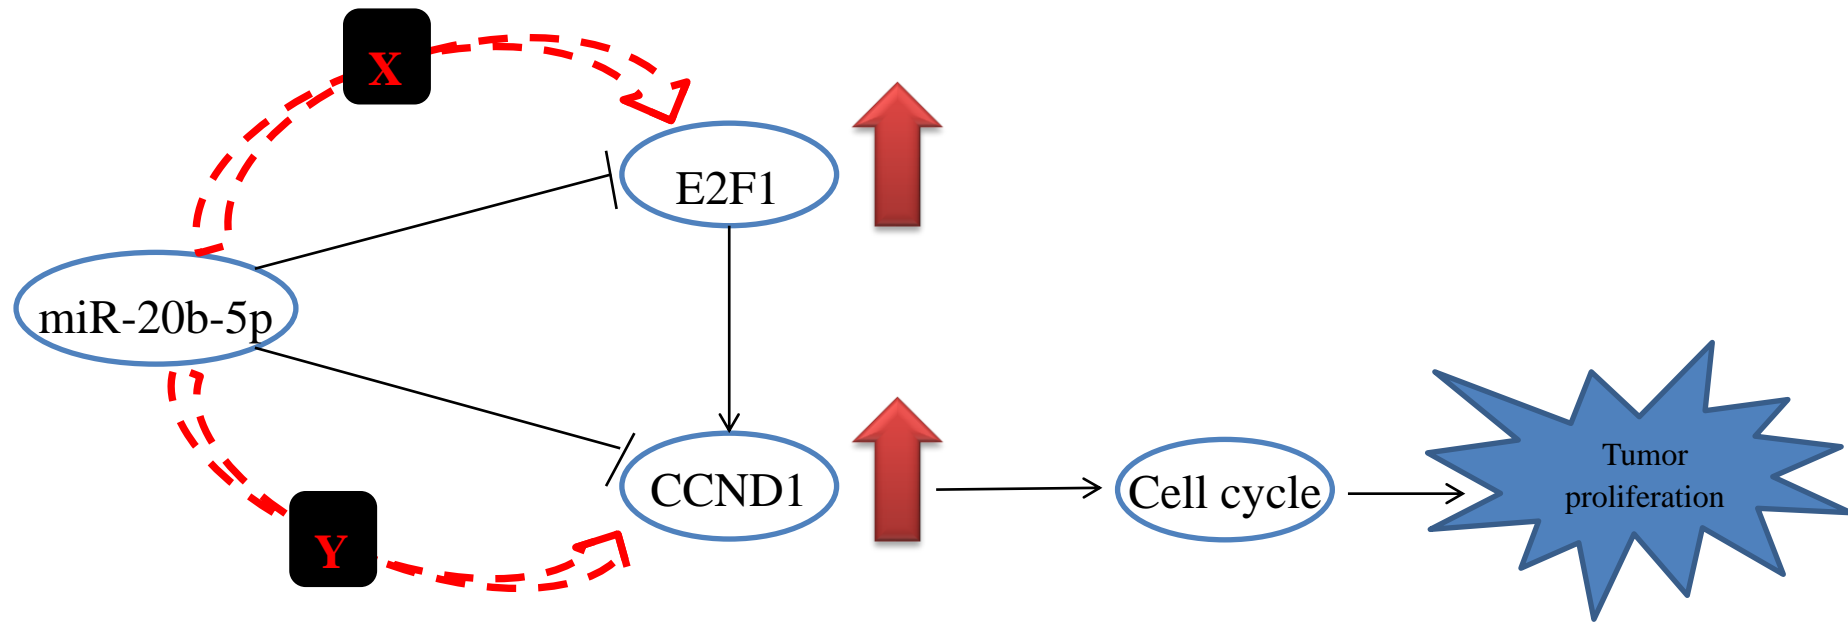 X
E2F1
miR-20b-5p
CCND1
Cell cycle
Tumor
proliferation
Y